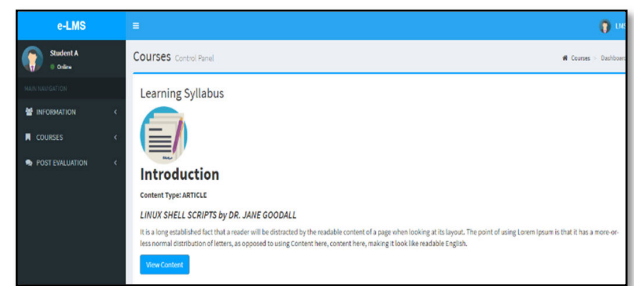 e-LMS
LMS
Student A
Online
MAIN NAVIGATION
INFORMATION
COURSES
POST EVALUATION
Courses Control Panel
Courses > Dashboard
Learning Syllabus
Introduction
Content Type: ARTICLE
LINUX SHELL SCRIPTS by DR. JANE GOODALL
It is a long established fact that a reader will be distracted by the readable content of a page when looking at its layout. The point of using Lorem Ipsum is that it has a more-or-
less normal distribution of letters, as opposed to using Content here, content here, making it look like readable English.
View Content